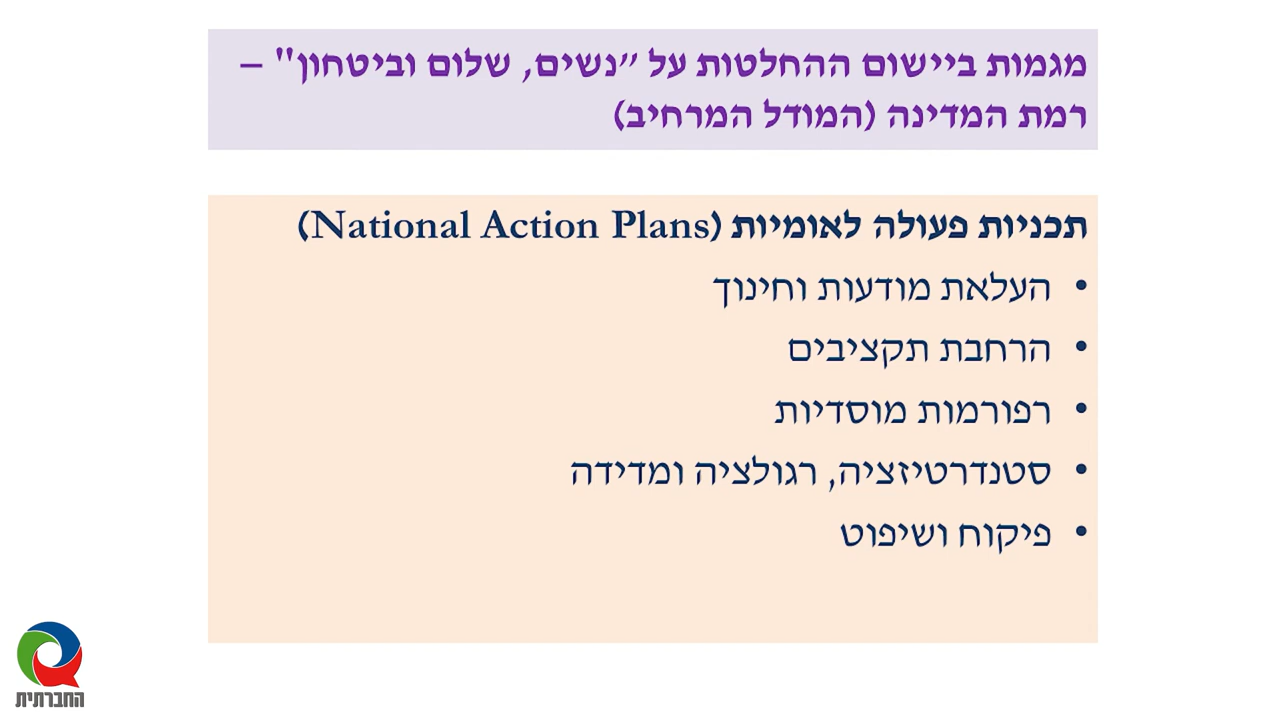 מגמות ביישום ההחלטות על ״נשים, שלום וביטחון" –
רמת המדינה (המודל המרחיב)
תכניות פעולה לאומיות (National Action Plans)
• העלאת מודעות וחינוך
• הרחבת תקציבים
• רפורמות מוסדיות
• סטנדרטיזציה, רגולציה ומדידה
• פיקוח ושיפוט
החברתית